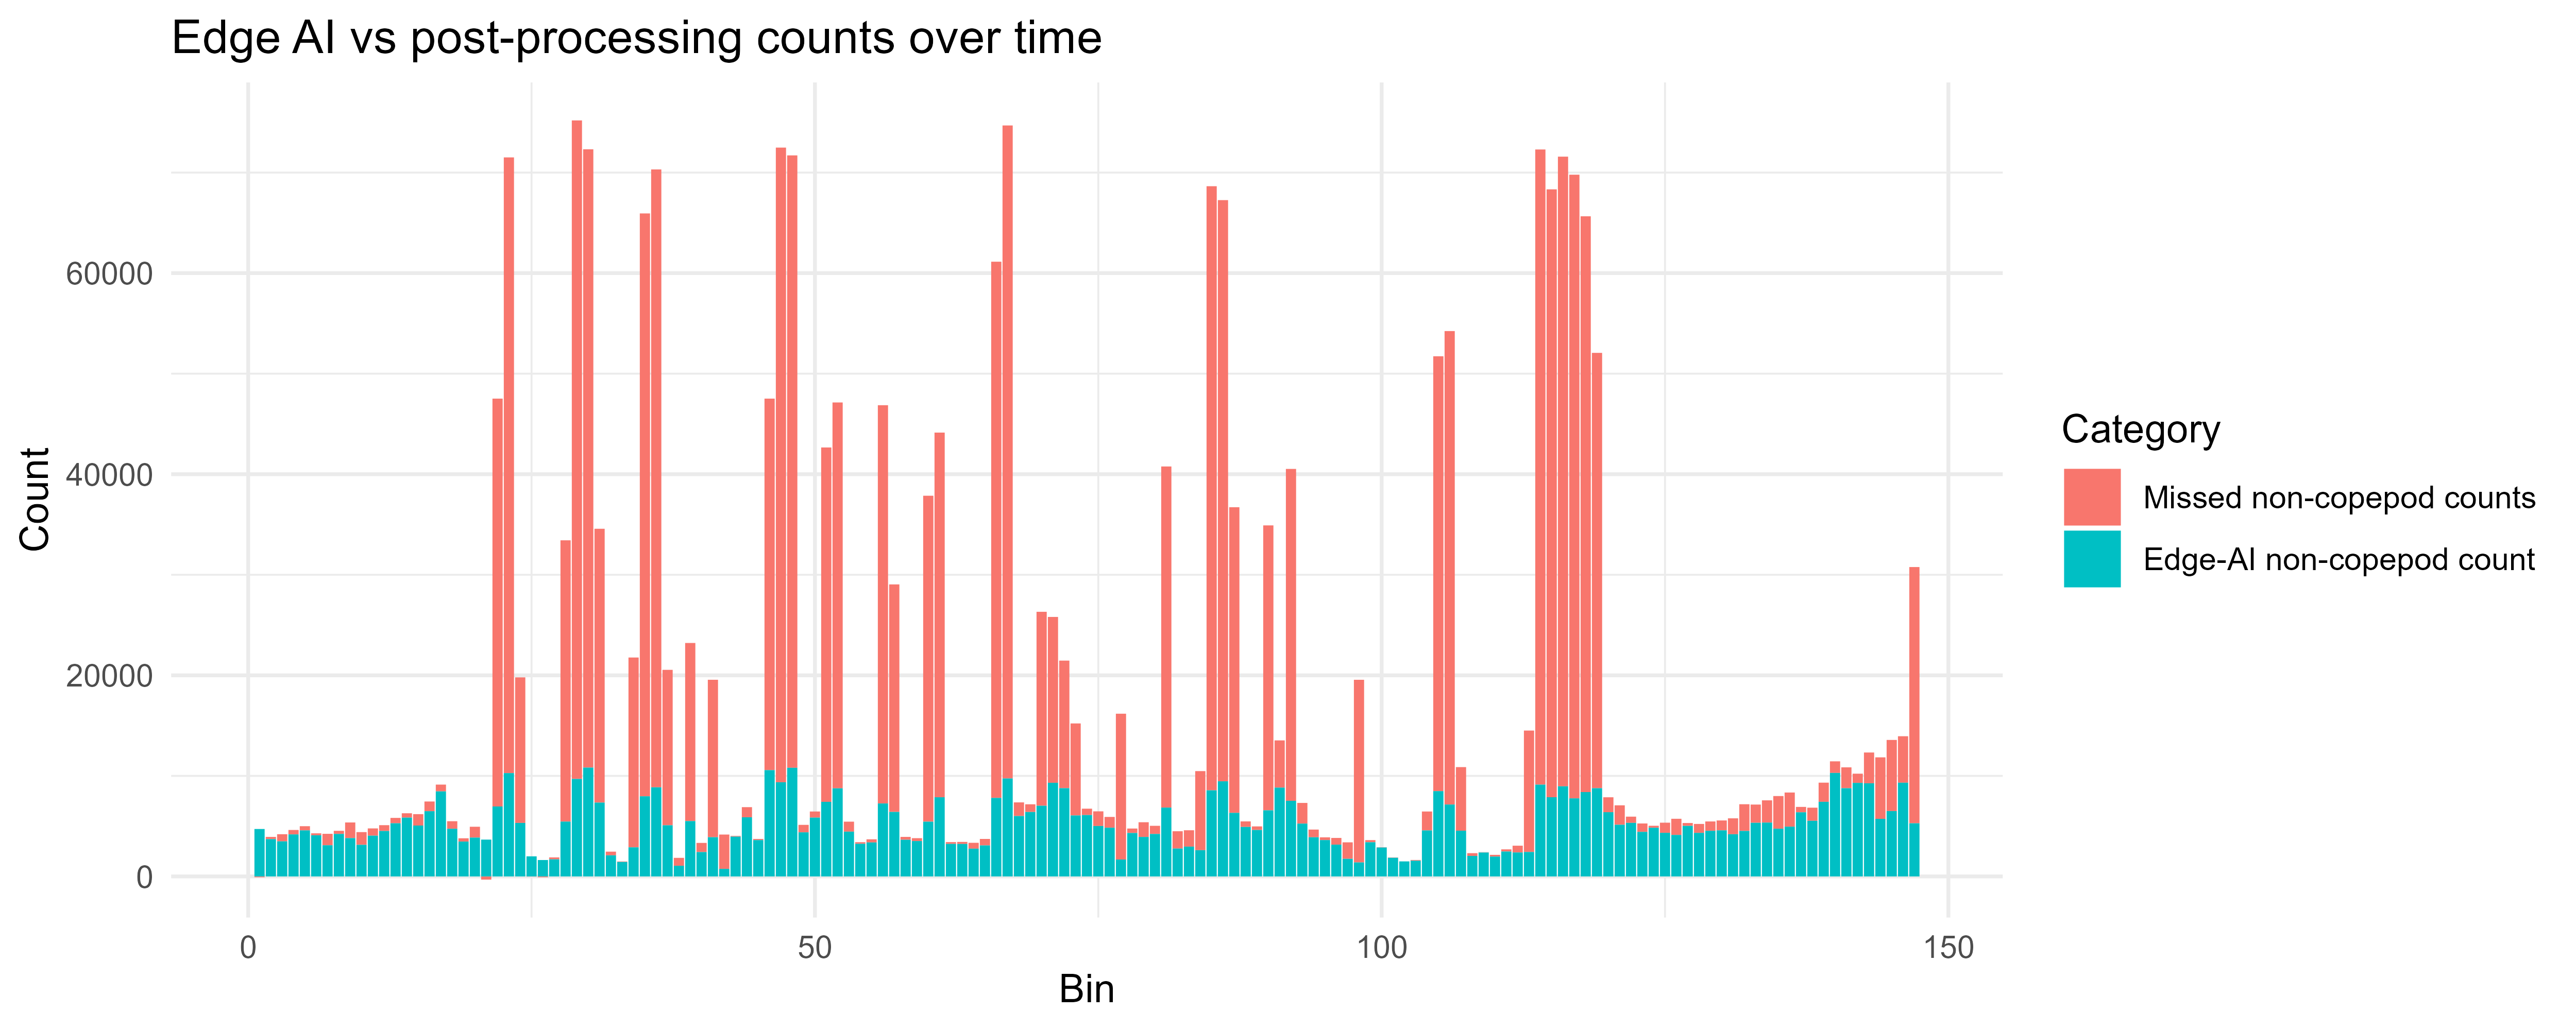 Edge AI vs post-processing counts over time
Count
60000
40000
20000
0
0
50
100
150
Bin
Category
Missed non-copepod counts
Edge-AI non-copepod count